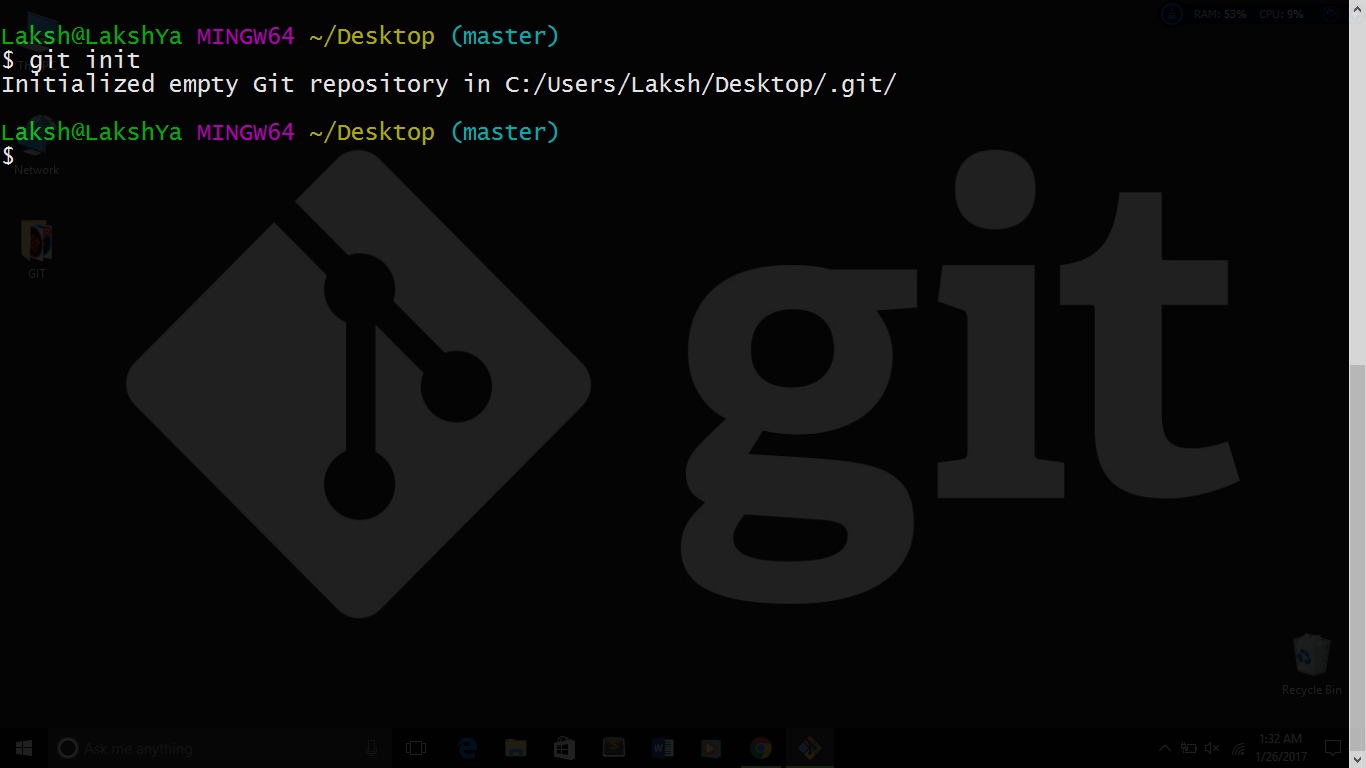 RAM: 53% CPU: 9%
Laksh@LakshYa MINGW64 ~/Desktop (master)
$ git init
Initialized empty Git repository in C:/Users/Laksh/Desktop/.git/
Laksh@LakshYa MINGW64 ~/Desktop (master)
$
Network
GIT
git
Recycle Bin
Ask me anything
1:32 AM
1/26/2017